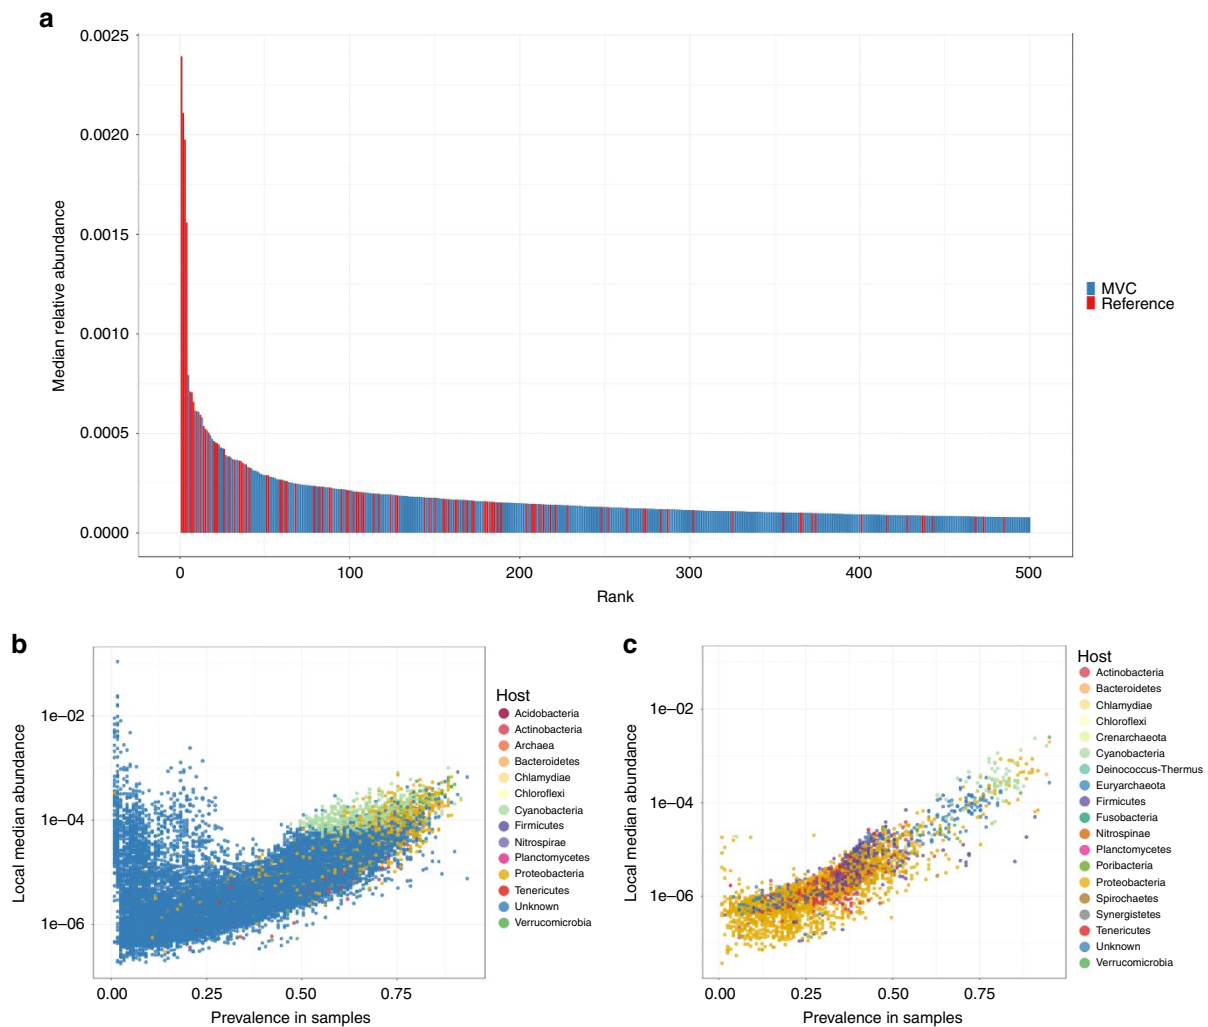 a
0.0025
0.0020
0.0015
0.0010
0.0005
0.0000
Median relative abundance
0 100 200 300 400 500
Rank
MVC
Reference
b
1e−02
1e−04
1e−06
Local median abundance
0.00 0.25 0.50 0.75
Prevalence in samples
Host
Acidobacteria
Actinobacteria
Archaea
Bacteroidetes
Chlamydiae
Chloroflexi
Cyanobacteria
Firmicutes
Nitrospirae
Planctomycetes
Proteobacteria
Tenericutes
Unknown
Verrucomicrobia
c
1e−02
1e−04
1e−06
Local median abundance
0.00 0.25 0.50 0.75
Prevalence in samples
Host
Actinobacteria
Bacteroidetes
Chlamydiae
Chloroflexi
Crenarchaeota
Cyanobacteria
Deinococcus-Thermus
Euryarchaeota
Firmicutes
Fusobacteria
Nitrospinae
Planctomycetes
Poribacteria
Proteobacteria
Spirochaetes
Synergistetes
Tenericutes
Unknown
Verrucomicrobia